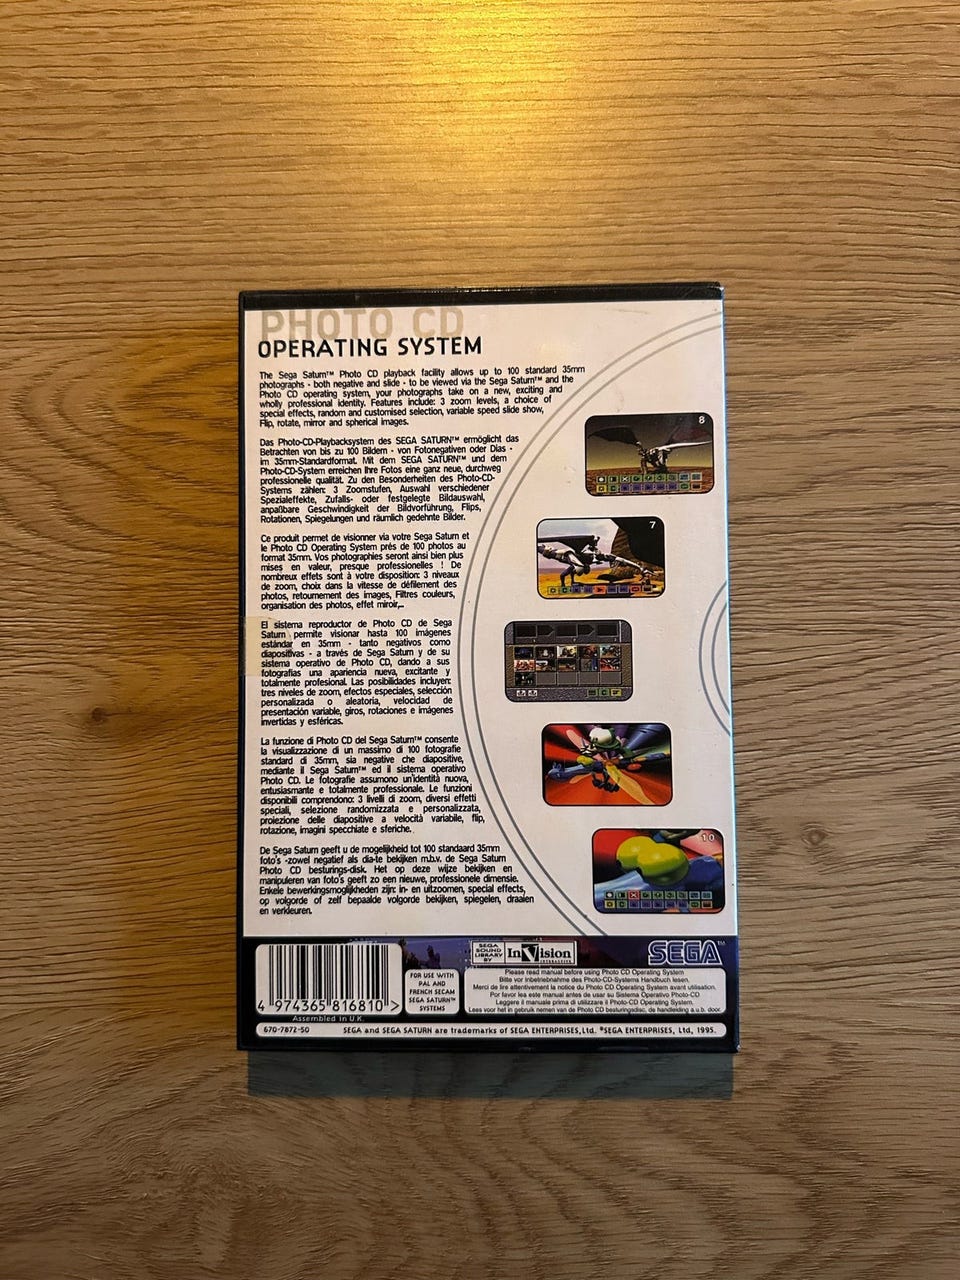 PHOTO CD
OPERATING SYSTEM
The Sega Saturn™ Photo CD playback facility allows up to 100 standard 35mm
photographs - both negative and slide - to be viewed via the Sega Saturn™ and the
Photo CD operating system, your photographs take on a new, exciting and
wholly professional identity. Features include: 3 zoom levels, a choice of
special effects, random and customised selection, variable speed slide show,
Flip, rotate, mirror and spherical images.
Das Photo-CD-Playbacksystem des SEGA SATURN™ ermöglicht das
Betrachten von bis zu 100 Bildern - von Fotonegativen oder Dias -
im 35mm-Standardformat. Mit dem SEGA SATURN™ und dem
Photo-CD-System erreichen Ihre Fotos eine ganz neue, durchweg
professionelle qualität. Zu den Besonderheiten des Photo-CD-
Systems zählen: 3 Zoomstufen, Auswahl verschiedener
Spezialeffekte, Zufalls- oder festgelegte Bildauswahl,
anpaßbare Geschwindigkeit der Bildvorführung, Flips,
Rotationen, Spiegelungen und räumlich gedehnte Bilder.
Ce produit permet de visionner via votre Sega Saturn et
le Photo CD Operating System prés de 100 photos au
format 35mm. Vos photographies seront ainsi bien plus
mises en valeur, presque professionelles ! De
nombreux effets sont à votre disposition: 3 niveaux
de zoom, choix dans la vitesse de défilement des
photos, retournement des images, Filtres couleurs,
organisation des photos, effet miroir,..
El sistema reproductor de Photo CD de Sega
Saturn permite visionar hasta 100 imágenes
estándar en 35mm - tanto negativos como
diapositivas - a través de Sega Saturn y de su
sistema operativo de Photo CD, dando a sus
fotografías una apariencia nueva, excitante y
totalmente profesional. Las posibilidades incluyen:
tres niveles de zoom, efectos especiales, selección
personalizada o aleatoria, velocidad de
presentación variable, giros, rotaciones e imágenes
invertidas y esféricas.
La funzione di Photo CD del Sega Saturn™ consente
la visualizzazione di un massimo di 100 fotografie
standard di 35mm, sia negative che diapositive,
mediante il Sega Saturn™ ed il sistema operativo
Photo CD. Le fotografie assumono un'identità nuova,
entusiasmante e totalmente professionale. Le funzioni
disponibili comprendono: 3 livelli di zoom, diversi effetti
speciali, selezione randomizzata e personalizzata,
proiezione delle diapositive a velocità variabile, flip,
rotazione, imagini specchiate e sferiche.
De Sega Saturn geeft u de mogelijkheid tot 100 standaard 35mm
foto's -zowel negatief als dia-te bekijken m.b.v. de Sega Saturn
Photo CD besturings-disk. Het op deze wijze bekijken en
manipuleren van foto's geeft zo een nieuwe, professionele dimensie.
Enkele bewerkingsmoglijkheden zijn: in- en uitzoomen, special effects,
op volgorde of zelf bepaalde volgorde bekijken, spiegelen, draaien
en verkleuren.
8
7
10
4 974365 816810 >
Assembled in U.K.
FOR USE WITH
PAL AND
FRENCH SECAM
SEGA SATURN™
SYSTEMS
SEGA
SOUND
LIBRARY
BY
InVision
INTERACTIVE
SEGA™
Please read manual before using Photo CD Operating System
Bitte vor Inbetriebnahme des Photo-CD-Systems Handbuch lesen.
Merci de lire attentivement la notice du Photo CD Operating System avant utilisation.
Por favor lea este manual antes de usar su Sistema Operativo Photo-CD
Leggere il manuale prima di utilizzare il Photo-CD Operating System.
Lees voor het in gebruik nemen van de Photo CD besturingsdisc, de handleiding a.u.b. door.
670-7872-50
SEGA and SEGA SATURN are trademarks of SEGA ENTERPRISES,Ltd. ©SEGA ENTERPRISES, Ltd, 1995.